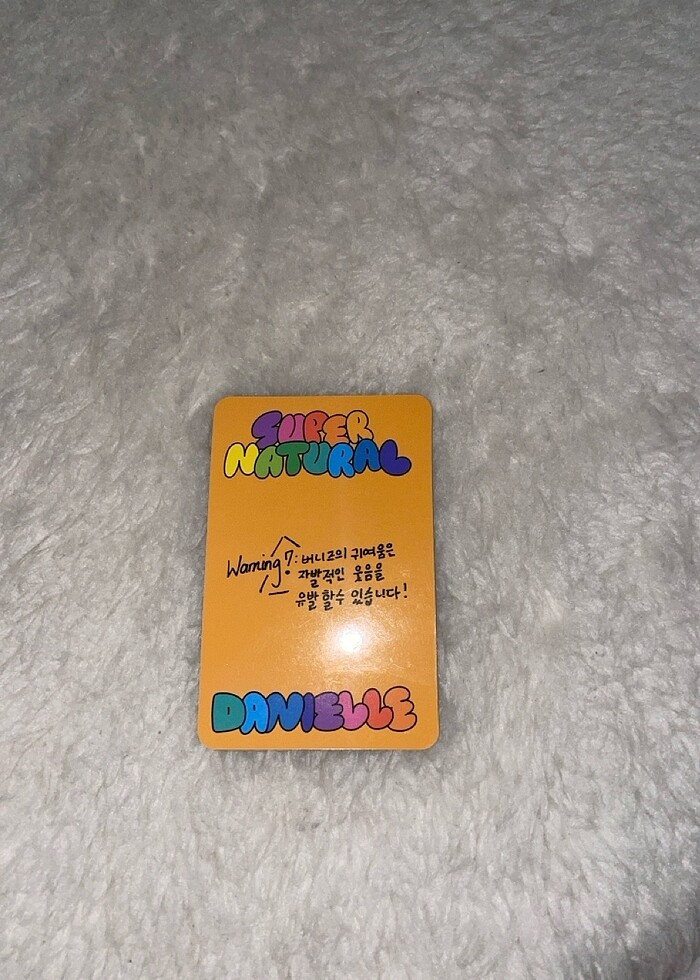 SUPER
NATURAL
Warning7: 버니즈의 귀여움은
자발적인 웃음을
유발 할수 있습니다!
DANIELLE